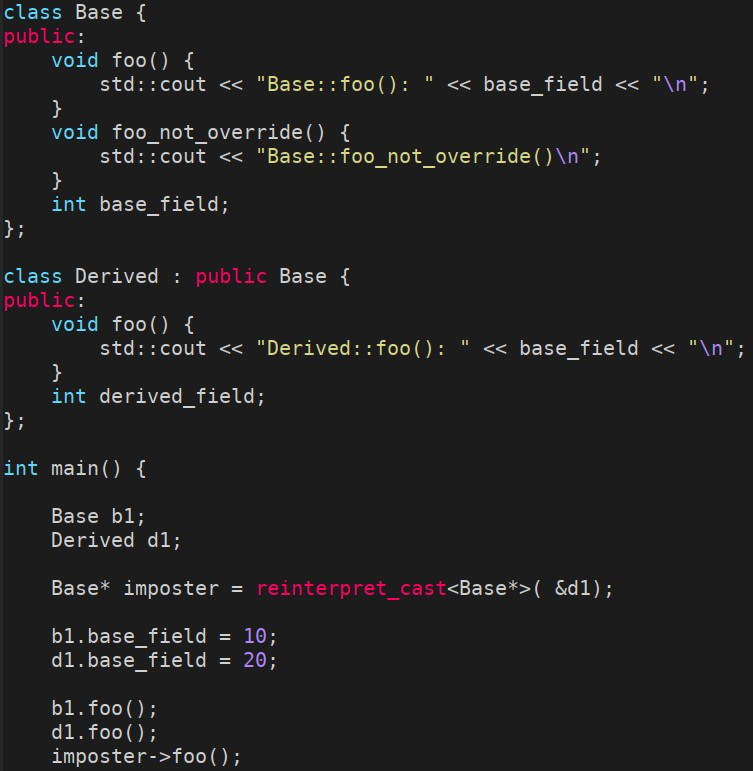 class Base {
public:
    void foo() {
        std::cout << "Base::foo(): " << base_field << "\n";
    }
    void foo_not_override() {
        std::cout << "Base::foo_not_override()\n";
    }
    int base_field;
};

class Derived : public Base {
public:
    void foo() {
        std::cout << "Derived::foo(): " << base_field << "\n";
    }
    int derived_field;
};

int main() {

    Base b1;
    Derived d1;

    Base* imposter = reinterpret_cast<Base*>( &d1);

    b1.base_field = 10;
    d1.base_field = 20;

    b1.foo();
    d1.foo();
    imposter->foo();